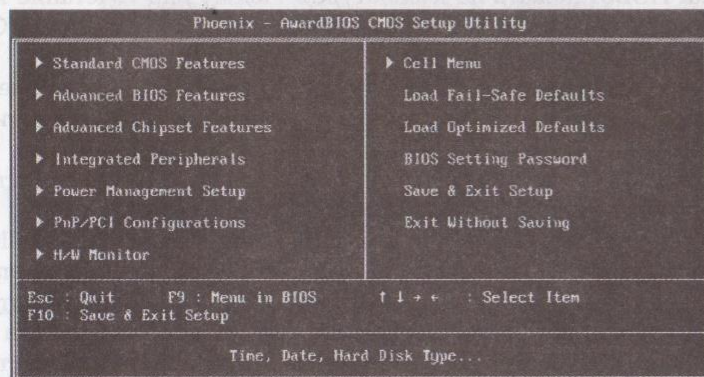 Phoenix - AwardBIOS CMOS Setup Utility
▶ Standard CMOS Features
▶ Advanced BIOS Features
▶ Advanced Chipset Features
▶ Integrated Peripherals
▶ Power Management Setup
▶ PnP/PCI Configurations
▶ H/W Monitor
▶ Cell Menu
Load Fail-Safe Defaults
Load Optimized Defaults
BIOS Setting Password
Save & Exit Setup
Exit Without Saving
Esc : Quit F9 : Menu in BIOS ↑ ↓ → ← : Select Item
F10 : Save & Exit Setup
Time, Date, Hard Disk Type...